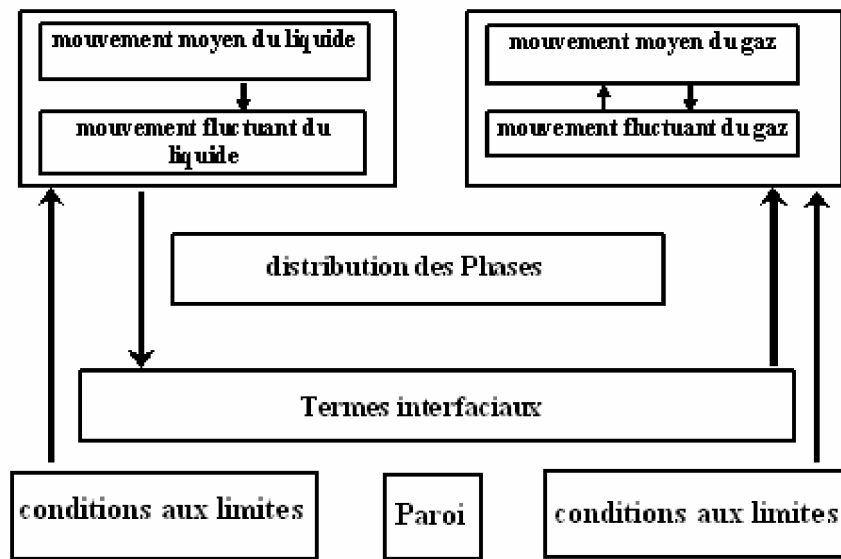 mouvement moyen du liquide
mouvement fluctuant du
liquide
mouvement moyen du gaz
mouvement fluctuant du gaz
distribution des Phases
Termes interfaciaux
conditions aux limites
Paroi
conditions aux limites